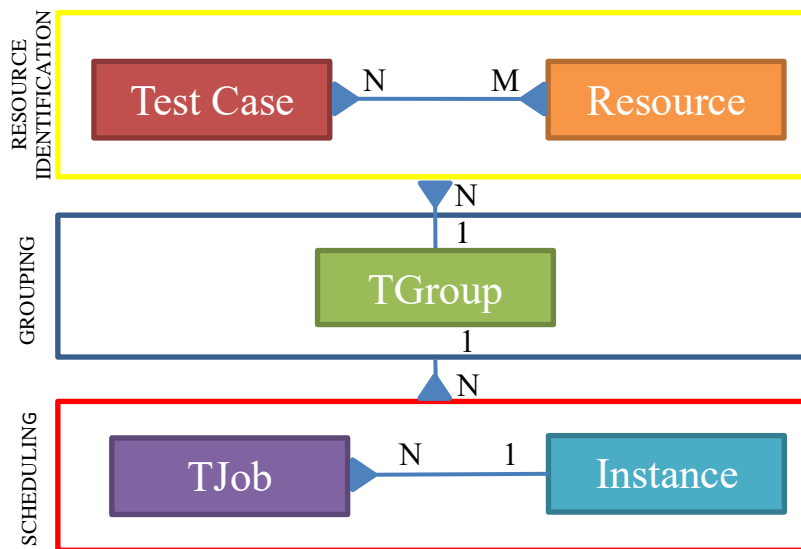 RESOURCE
IDENTIFICATION
Test Case
N
M
Resource
N
GROUPING
1
TGroup
1
N
SCHEDULING
TJob
N
1
Instance